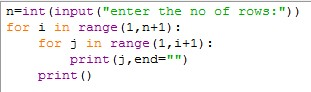 n=int(input("enter the no of rows:"))
for i in range(1,n+1):
    for j in range(1,i+1):
        print(j,end="")
    print()